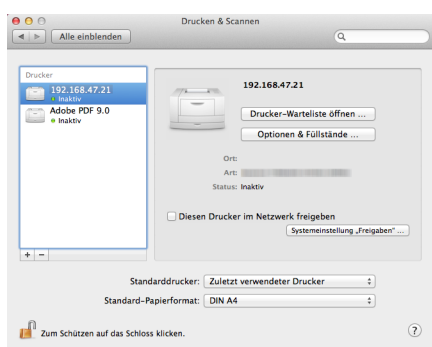 Drucken & Scannen
Alle einblenden
Drucker
192.168.47.21
Inaktiv
Adobe PDF 9.0
Inaktiv
192.168.47.21
Drucker-Warteliste öffnen ...
Optionen & Füllstände ...
Ort:
Art:
Status: Inaktiv
Diesen Drucker im Netzwerk freigeben
Systemeinstellung „Freigaben“ ...
+ −
Standarddrucker: Zuletzt verwendeter Drucker
Standard-Papierformat: DIN A4
Zum Schützen auf das Schloss klicken.
?